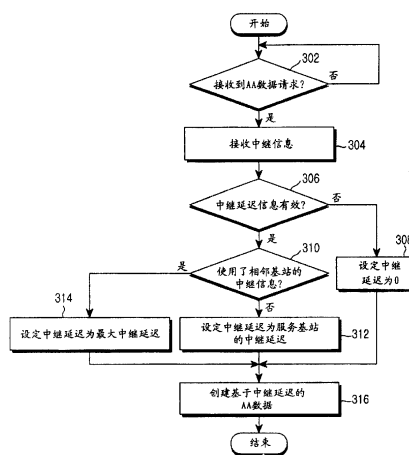 开始
302
接收到AA数据请求?
否
是
接收中继信息
304
306
中继延迟信息有效?
否
是
310
308
使用了相邻基站的
中继信息?
是
否
设定中继
延迟为0
314
设定中继延迟为最大中继延迟
设定中继延迟为服务基站
的中继延迟
312
创建基于中继延迟的
AA数据
316
结束